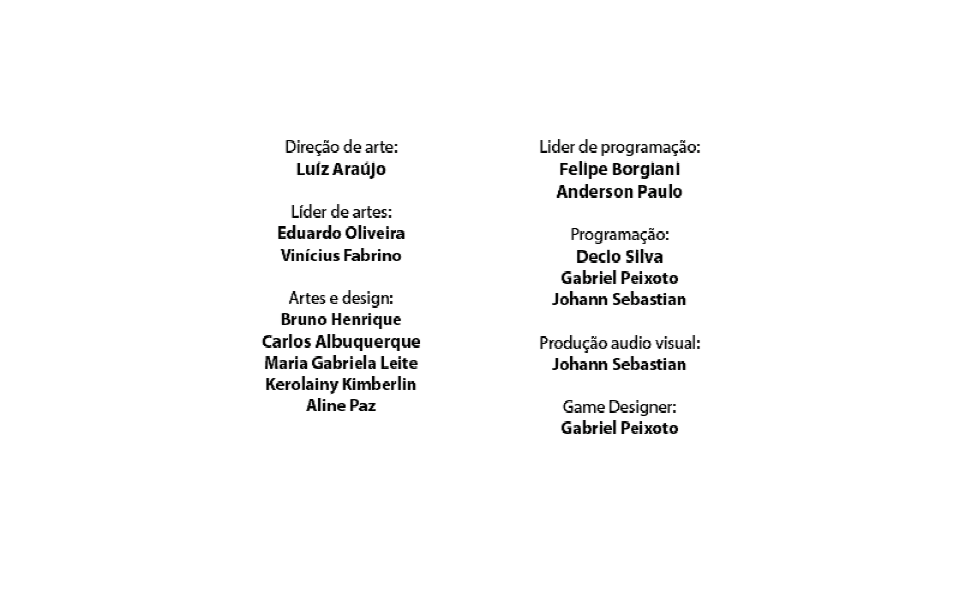 Direção de arte:
Luíz Araújo
Líder de artes:
Eduardo Oliveira
Vinícius Fabrino
Artes e design:
Bruno Henrique
Carlos Albuquerque
Maria Gabriela Leite
Kerolainy Kimberlin
Aline Paz
Lider de programação:
Felipe Borgiani
Anderson Paulo
Programação:
Decio Silva
Gabriel Peixoto
Johann Sebastian
Produção audio visual:
Johann Sebastian
Game Designer:
Gabriel Peixoto